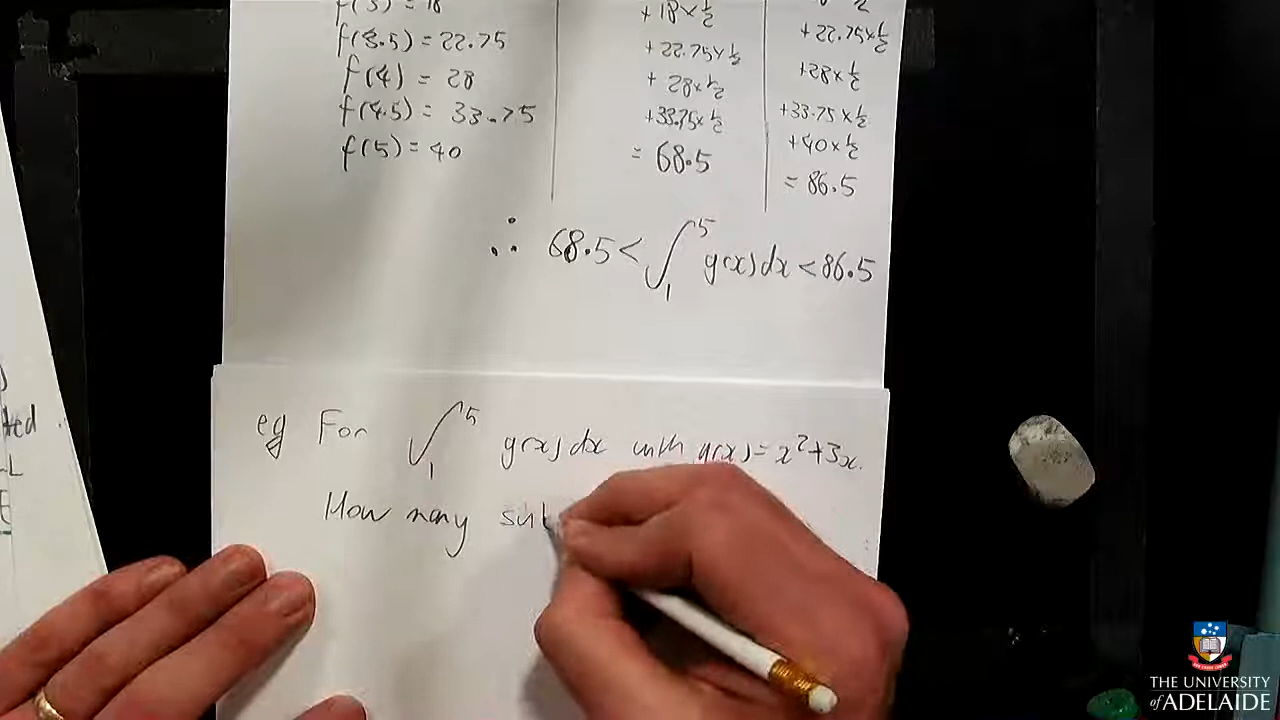 f(3) = 18
f(3.5) = 22.75
f(4) = 28
f(4.5) = 33.75
f(5) = 40
+18×½
+22.75×½
+28×½
+33.75×½
= 68.5
+22.75×½
+28×½
+33.75×½
+40×½
= 86.5
∴ 68.5 < ∫₁⁵ g(x)dx < 86.5
eg For ∫₁⁵ g(x)dx with g(x) = x²+3x.
How many sub
ted
THE UNIVERSITY
of ADELAIDE